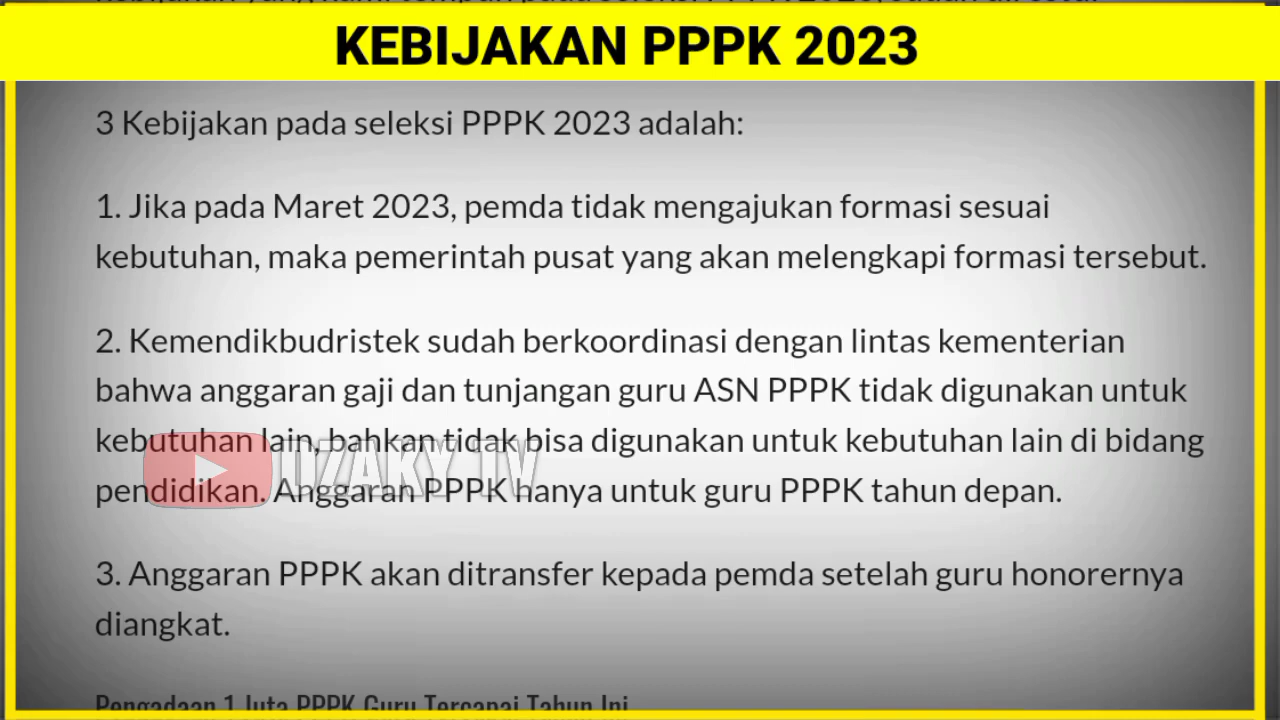 KEBIJAKAN PPPK 2023
3 Kebijakan pada seleksi PPPK 2023 adalah:
1. Jika pada Maret 2023, pemda tidak mengajukan formasi sesuai
kebutuhan, maka pemerintah pusat yang akan melengkapi formasi tersebut.
2. Kemendikbudristek sudah berkoordinasi dengan lintas kementerian
bahwa anggaran gaji dan tunjangan guru ASN PPPK tidak digunakan untuk
kebutuhan lain, bahkan tidak bisa digunakan untuk kebutuhan lain di bidang
pendidikan. Anggaran PPPK hanya untuk guru PPPK tahun depan.
3. Anggaran PPPK akan ditransfer kepada pemda setelah guru honorernya
diangkat.
Pengadaan 1 Juta PPPK Guru Tercapai Tahun Ini